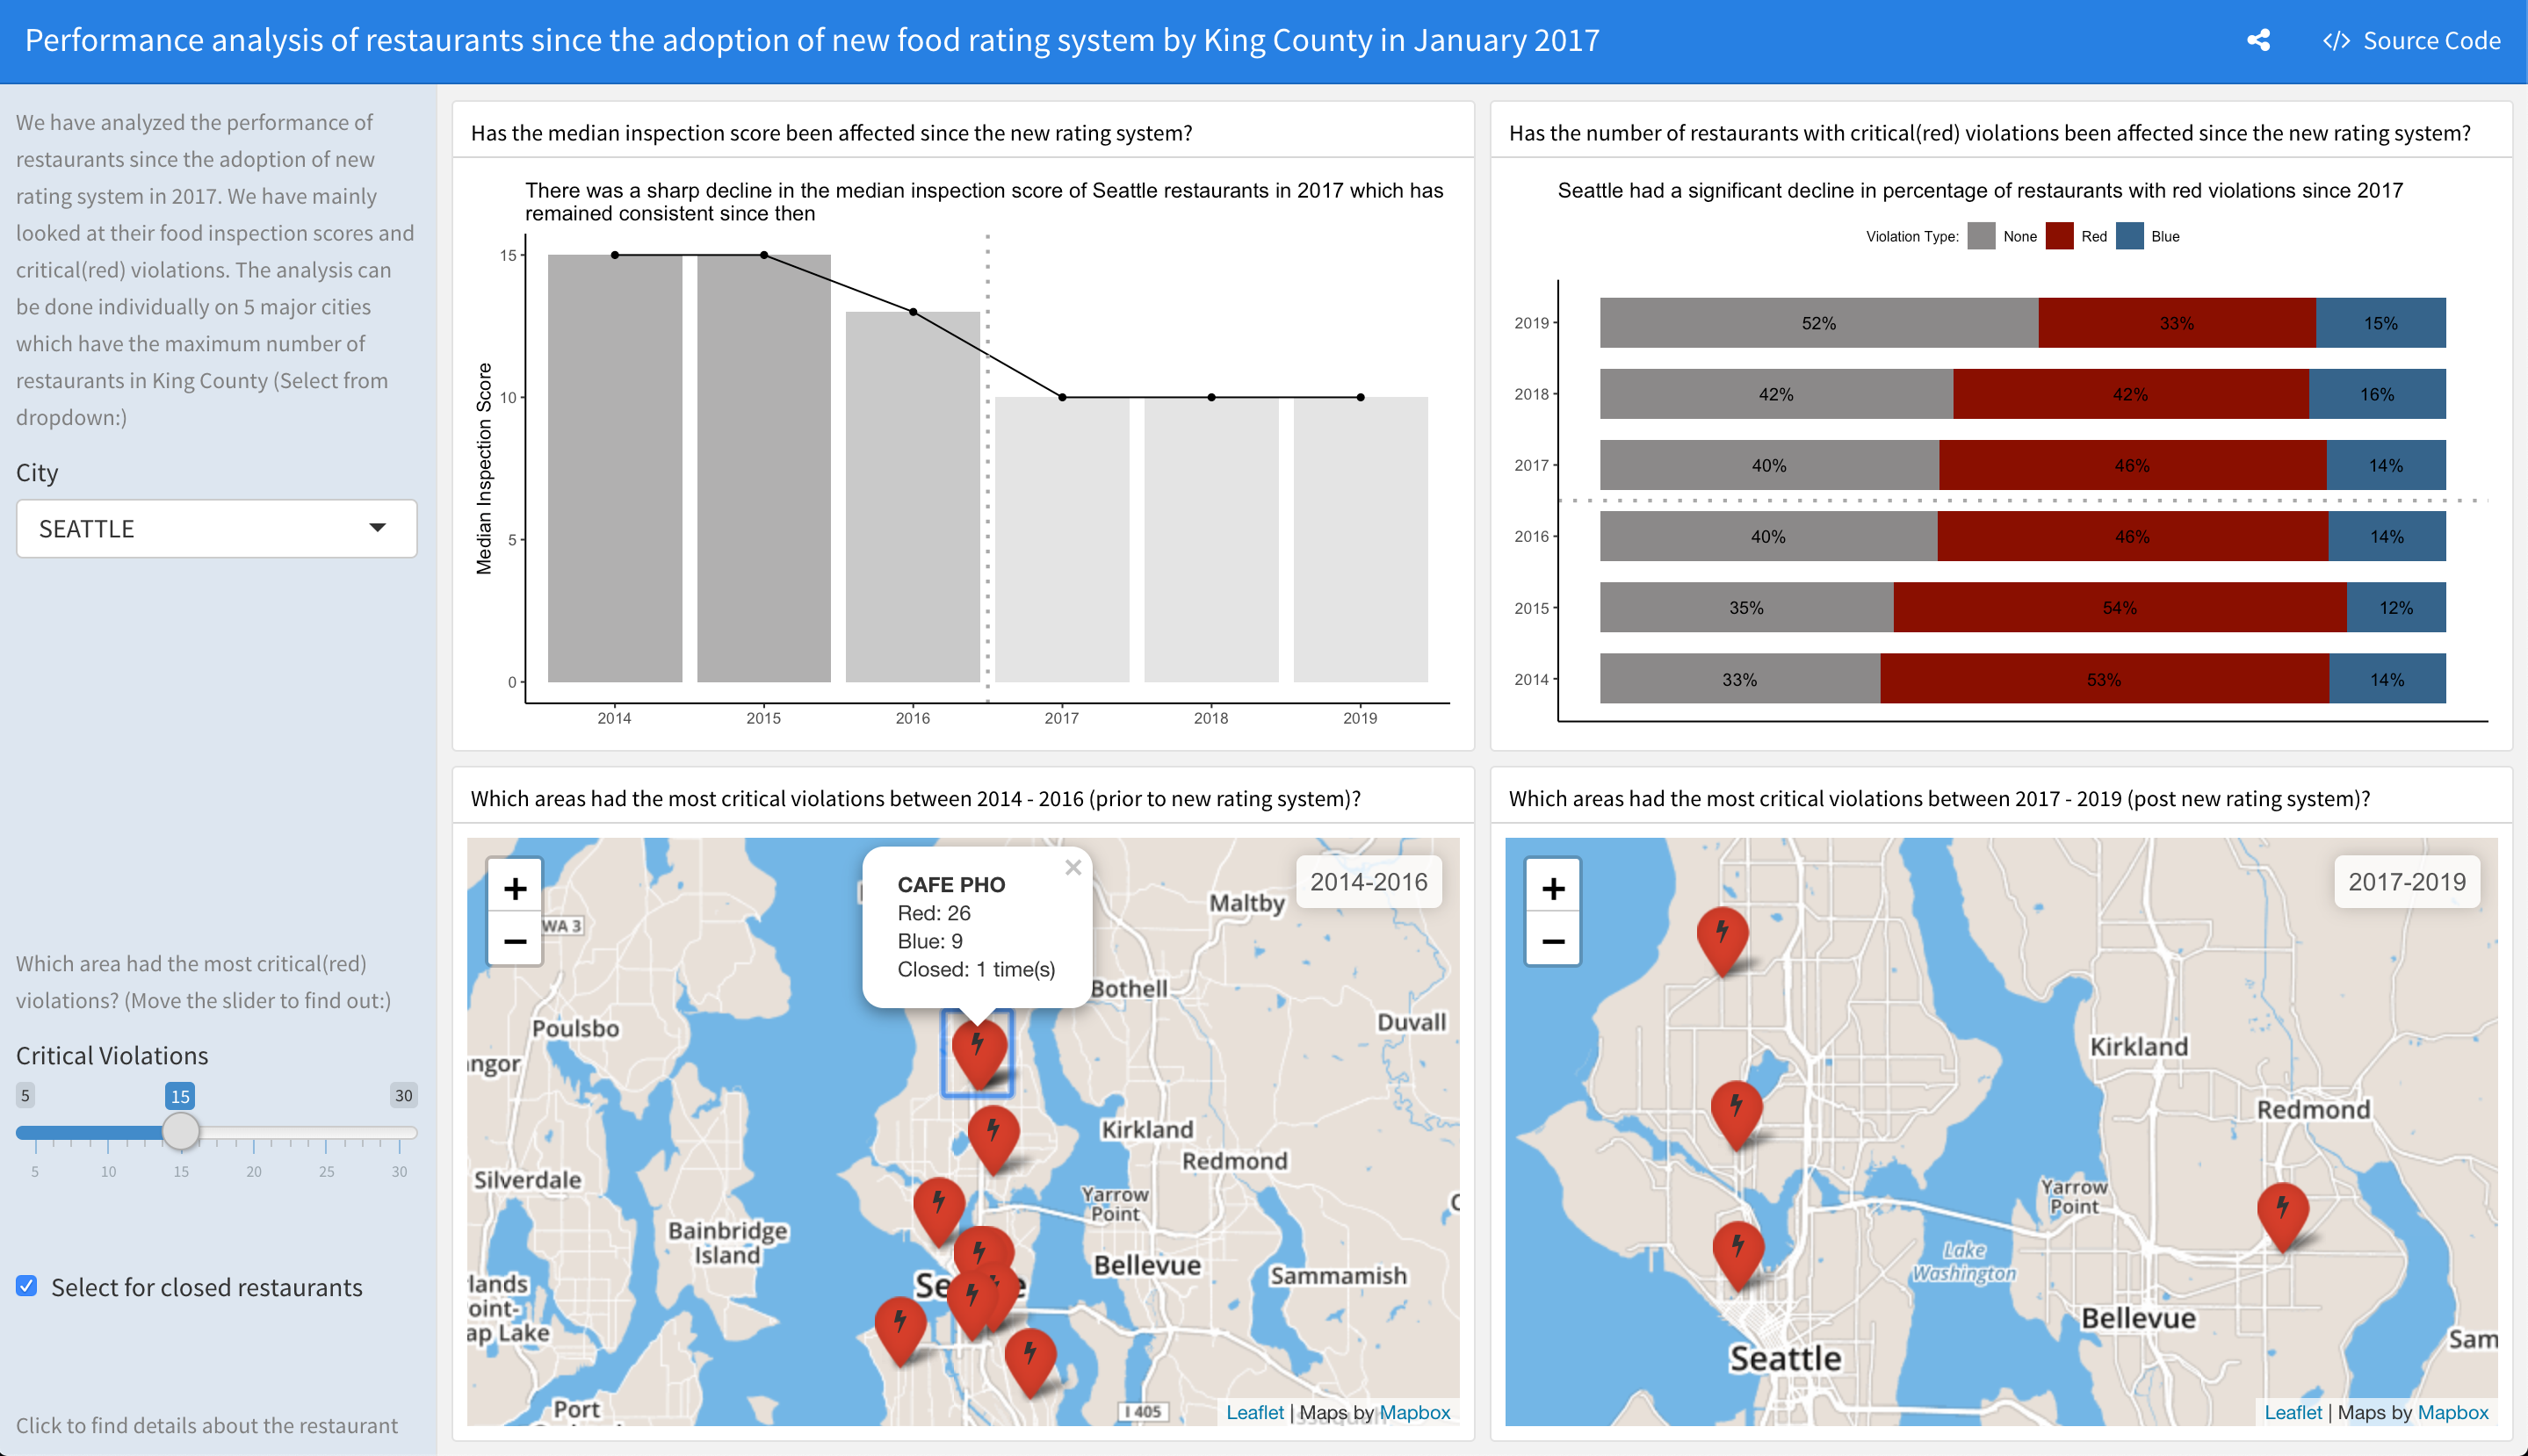 Performance analysis of restaurants since the adoption of new food rating system by King County in January 2017
</> Source Code
We have analyzed the performance of
restaurants since the adoption of new
rating system in 2017. We have mainly
looked at their food inspection scores and
critical(red) violations. The analysis can
be done individually on 5 major cities
which have the maximum number of
restaurants in King County (Select from
dropdown:)
City
SEATTLE
Which area had the most critical(red)
violations? (Move the slider to find out:)
Critical Violations
5 15 30
5 10 15 20 25 30
Select for closed restaurants
Click to find details about the restaurant
Has the median inspection score been affected since the new rating system?
There was a sharp decline in the median inspection score of Seattle restaurants in 2017 which has
remained consistent since then
Median Inspection Score
15
10
5
0
2014 2015 2016 2017 2018 2019
Has the number of restaurants with critical(red) violations been affected since the new rating system?
Seattle had a significant decline in percentage of restaurants with red violations since 2017
Violation Type: None Red Blue
2019 52% 33% 15%
2018 42% 42% 16%
2017 40% 46% 14%
2016 40% 46% 14%
2015 35% 54% 12%
2014 33% 53% 14%
Which areas had the most critical violations between 2014 - 2016 (prior to new rating system)?
+
−
WA 3
CAFE PHO
×
Red: 26
Blue: 9
Closed: 1 time(s)
2014-2016
Maltby
Bothell
Duvall
Poulsbo
ngor
Kirkland
Redmond
Silverdale
Yarrow
Point
Bainbridge
Island
Bellevue
Sammamish
Se e
lands
oint-
ap Lake
Port
I 405
Leaflet | Maps by Mapbox
Which areas had the most critical violations between 2017 - 2019 (post new rating system)?
+
−
2017-2019
Kirkland
Redmond
Yarrow
Point
Lake
Washington
Bellevue
Sam
Seattle
Leaflet | Maps by Mapbox